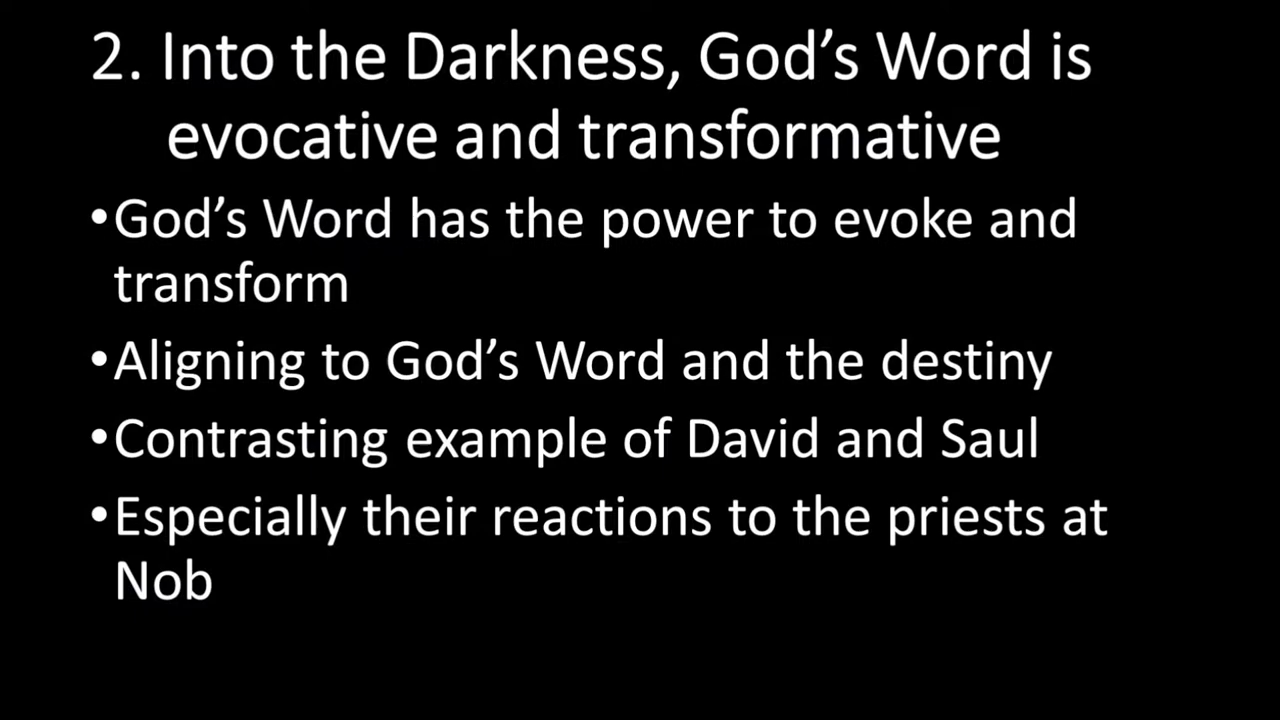 2. Into the Darkness, God’s Word is
evocative and transformative
•God’s Word has the power to evoke and
transform
•Aligning to God’s Word and the destiny
•Contrasting example of David and Saul
•Especially their reactions to the priests at
Nob